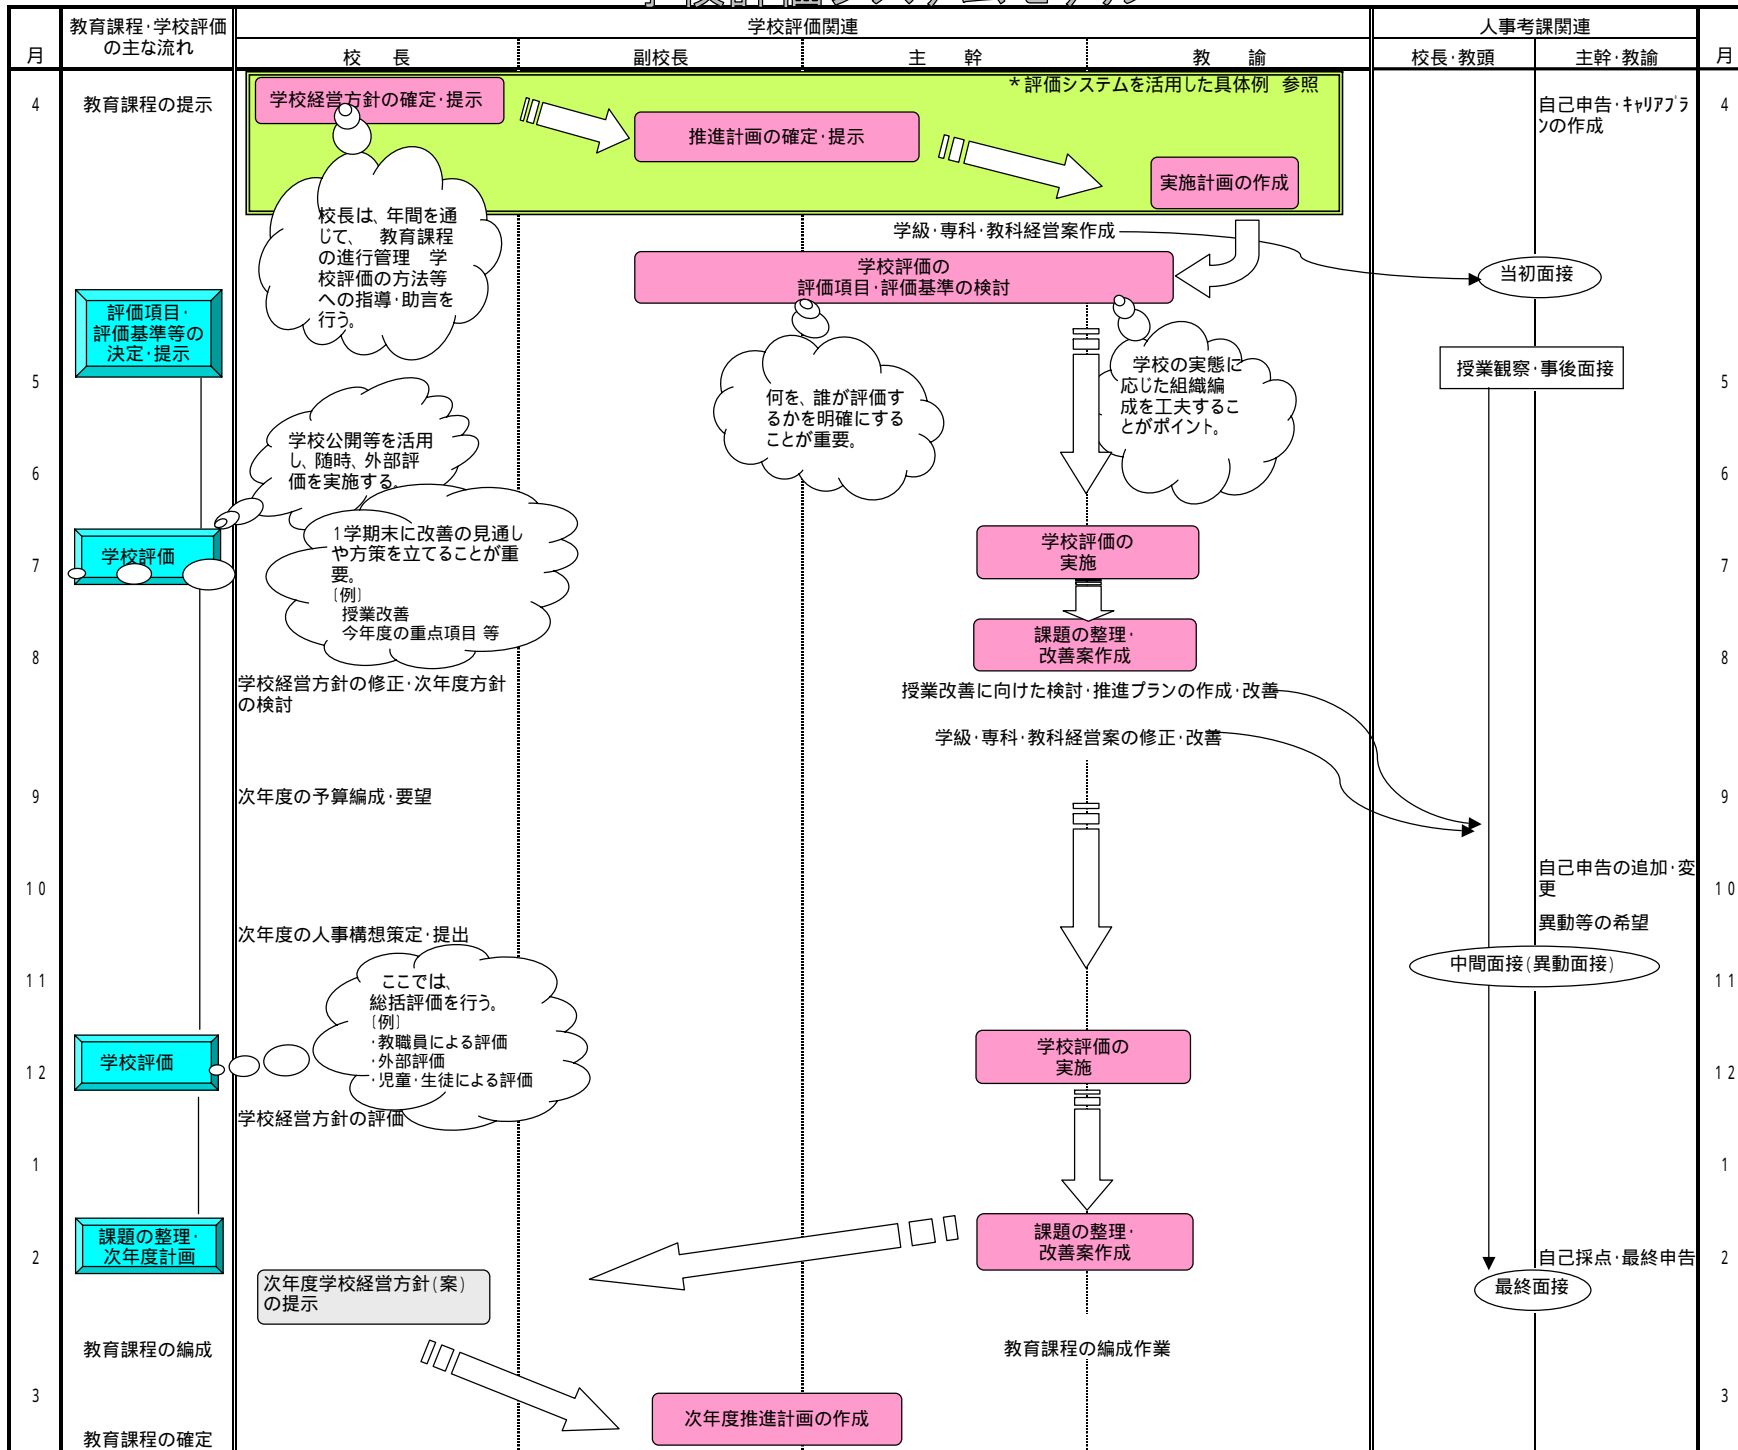 教育課程・学校評価
の主な流れ
学校評価関連
人事考課関連
月
校　長
副校長
主　幹
教　諭
校長・教頭
主幹・教諭
月
4
教育課程の提示
学校経営方針の確定・提示
＊評価システムを活用した具体例　参照
推進計画の確定・提示
実施計画の作成
自己申告・ｷｬﾘｱﾌﾟﾗ
ﾝの作成
4
校長は、年間を通
じて、　教育課程
の進行管理　学
校評価の方法等
への指導・助言を
行う。
学級・専科・教科経営案作成
学校評価の
評価項目・評価基準の検討
当初面接
評価項目・
評価基準等の
決定・提示
授業観察・事後面接
5
何を、誰が評価す
るかを明確にする
ことが重要。
学校の実態に
応じた組織編
成を工夫するこ
とがポイント。
5
学校公開等を活用
し、随時、外部評
価を実施する。
6
6
学校評価
1学期末に改善の見通し
や方策を立てることが重
要。
〔例〕
授業改善
今年度の重点項目 等
学校評価の
実施
7
7
課題の整理・
改善案作成
8
8
学校経営方針の修正・次年度方針
の検討
授業改善に向けた検討・推進プランの作成・改善
学級・専科・教科経営案の修正・改善
9
次年度の予算編成・要望
9
自己申告の追加・変
更
10
10
異動等の希望
次年度の人事構想策定・提出
中間面接(異動面接)
11
11
ここでは、
総括評価を行う。
〔例〕
・教職員による評価
・外部評価
・児童・生徒による評価
学校評価
学校評価の
実施
12
12
学校経営方針の評価
1
1
課題の整理・
次年度計画
課題の整理・
改善案作成
2
自己採点・最終申告
2
次年度学校経営方針(案)
の提示
最終面接
教育課程の編成
教育課程の編成作業
3
次年度推進計画の作成
3
教育課程の確定